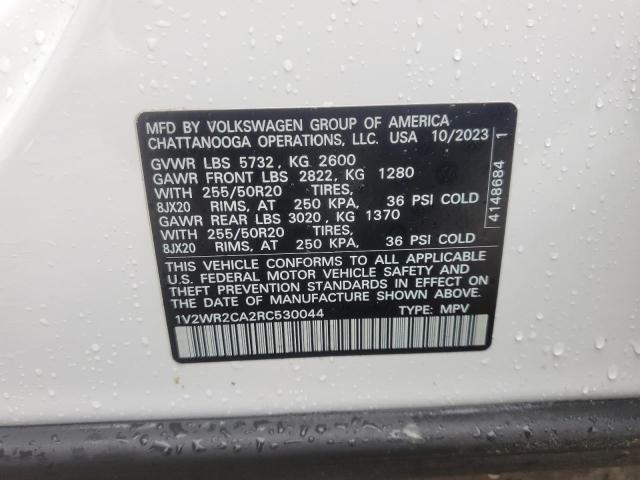 MFD BY VOLKSWAGEN GROUP OF AMERICA
CHATTANOOGA OPERATIONS, LLC. USA 10/2023
GVWR LBS 5732, KG 2600
GAWR FRONT LBS 2822, KG 1280
WITH 255/50R20 TIRES,
8JX20 RIMS, AT 250 KPA, 36 PSI COLD
GAWR REAR LBS 3020, KG 1370
WITH 255/50R20 TIRES,
8JX20 RIMS, AT 250 KPA, 36 PSI COLD
THIS VEHICLE CONFORMS TO ALL APPLICABLE
U.S. FEDERAL MOTOR VEHICLE SAFETY AND
THEFT PREVENTION STANDARDS IN EFFECT ON
THE DATE OF MANUFACTURE SHOWN ABOVE.
1V2WR2CA2RC530044 TYPE: MPV
4148684 1